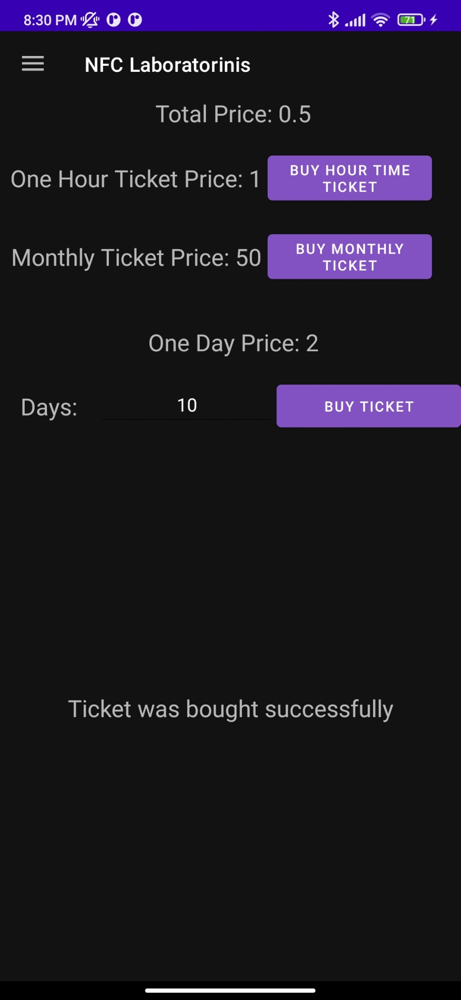 8:30 PM
71
NFC Laboratorinis
Total Price: 0.5
One Hour Ticket Price: 1
BUY HOUR TIME
TICKET
Monthly Ticket Price: 50
BUY MONTHLY
TICKET
One Day Price: 2
Days:
10
BUY TICKET
Ticket was bought successfully